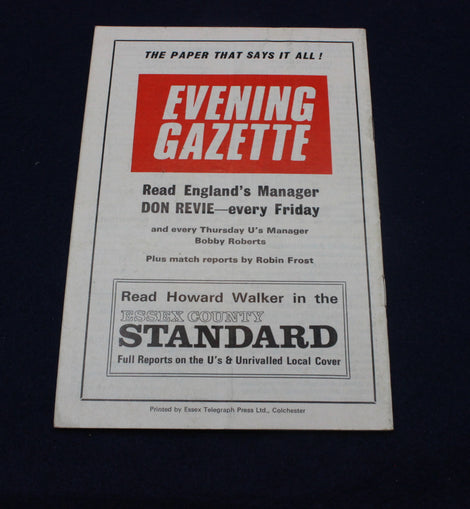 THE PAPER THAT SAYS IT ALL !
EVENING
GAZETTE
Read England's Manager
DON REVIE—every Friday
and every Thursday U's Manager
Bobby Roberts
Plus match reports by Robin Frost
Read Howard Walker in the
ESSEX COUNTY
STANDARD
Full Reports on the U's & Unrivalled Local Cover
Printed by Essex Telegraph Press Ltd., Colchester